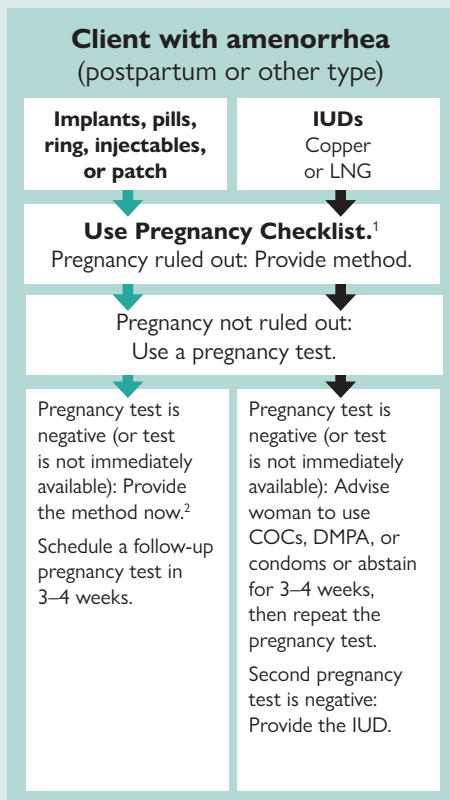 Client with amenorrhea
(postpartum or other type)
Implants, pills,
ring, injectables,
or patch
IUDs
Copper
or LNG
Use Pregnancy Checklist.1
Pregnancy ruled out: Provide method.
Pregnancy not ruled out:
Use a pregnancy test.
Pregnancy test is
negative (or test
is not immediately
available): Provide
the method now.2
Schedule a follow-up
pregnancy test in
3–4 weeks.
Pregnancy test is
negative (or test
is not immediately
available): Advise
woman to use
COCs, DMPA, or
condoms or abstain
for 3–4 weeks,
then repeat the
pregnancy test.
Second pregnancy
test is negative:
Provide the IUD.